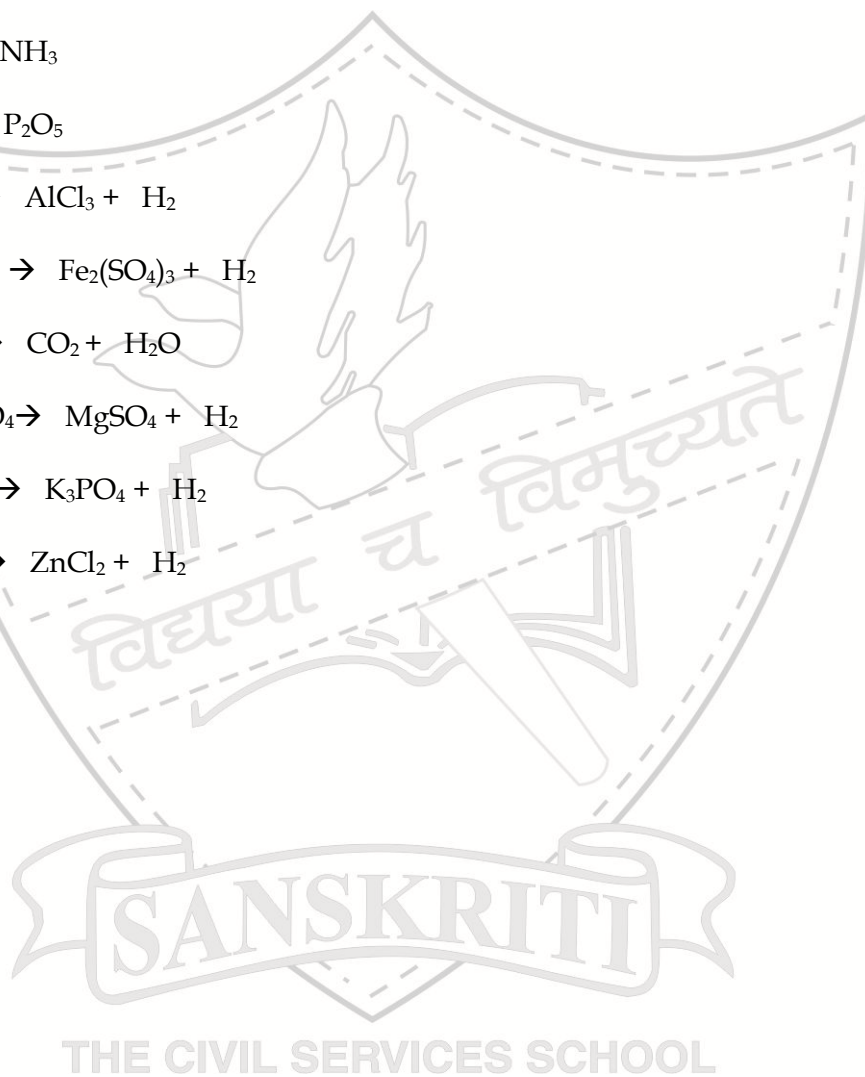 NH₃
P₂O₅
AlCl₃ + H₂
→ Fe₂(SO₄)₃ + H₂
CO₂ + H₂O
→ MgSO₄ + H₂
→ K₃PO₄ + H₂
ZnCl₂ + H₂
विद्यया च विमुच्यते
SANSKRITI
THE CIVIL SERVICES SCHOOL